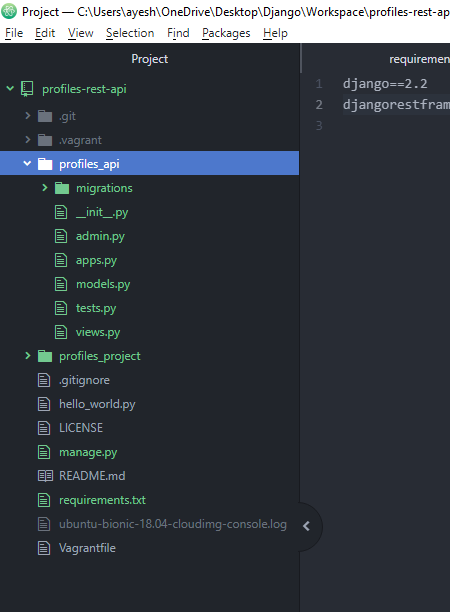 Project — C:\Users\ayesh\OneDrive\Desktop\Django\Workspace\profiles-rest-ap
File Edit View Selection Find Packages Help
Project
requiremen
profiles-rest-api
.git
.vagrant
profiles_api
migrations
__init__.py
admin.py
apps.py
models.py
tests.py
views.py
profiles_project
.gitignore
hello_world.py
LICENSE
manage.py
README.md
requirements.txt
ubuntu-bionic-18.04-cloudimg-console.log
Vagrantfile
1 django==2.2
2 djangorestfram
3